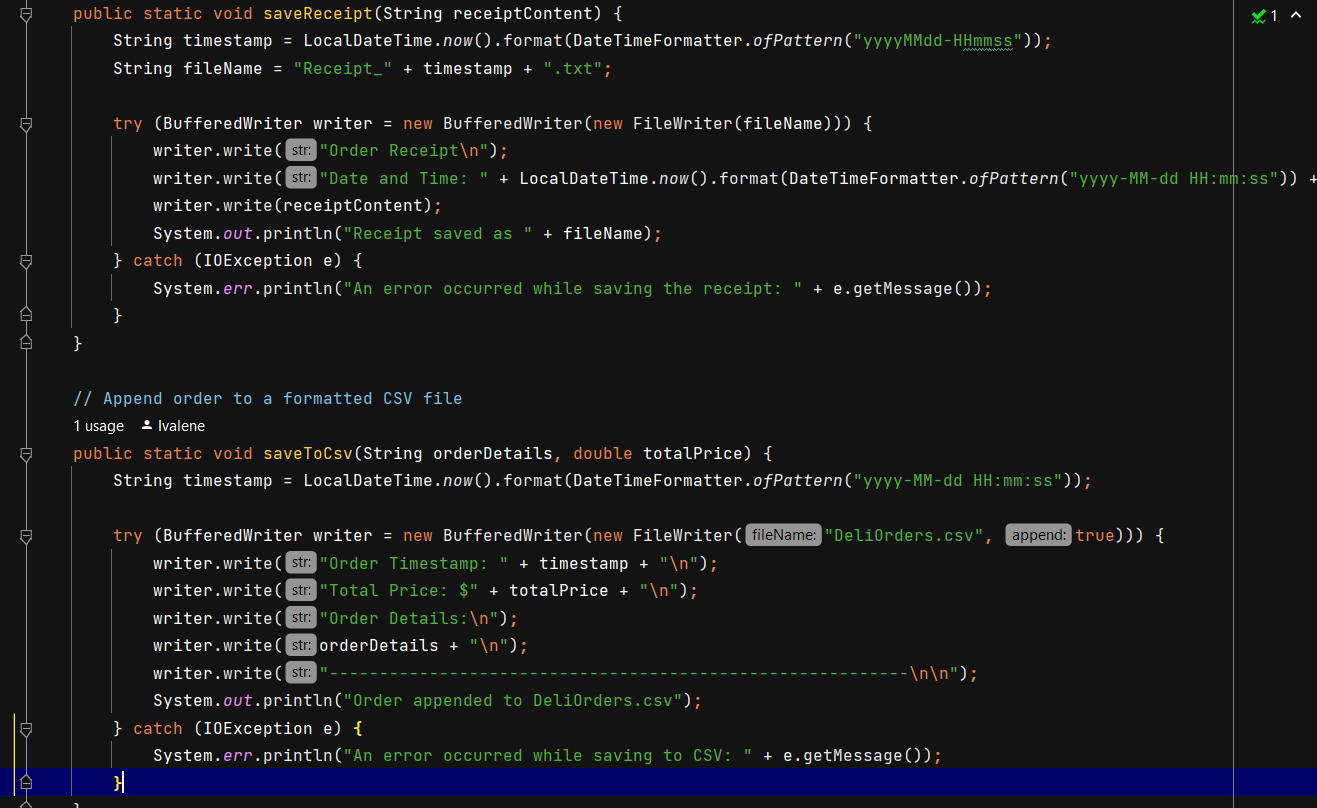 public static void saveReceipt(String receiptContent) { 1
String timestamp = LocalDateTime.now().format(DateTimeFormatter.ofPattern("yyyyMMdd-HHmmss"));
String fileName = "Receipt_" + timestamp + ".txt";
try (BufferedWriter writer = new BufferedWriter(new FileWriter(fileName))) {
writer.write( str: "Order Receipt\n");
writer.write( str: "Date and Time: " + LocalDateTime.now().format(DateTimeFormatter.ofPattern("yyyy-MM-dd HH:mm:ss")) +
writer.write(receiptContent);
System.out.println("Receipt saved as " + fileName);
} catch (IOException e) {
System.err.println("An error occurred while saving the receipt: " + e.getMessage());
}
}
// Append order to a formatted CSV file
1 usage Ivalene
public static void saveToCsv(String orderDetails, double totalPrice) {
String timestamp = LocalDateTime.now().format(DateTimeFormatter.ofPattern("yyyy-MM-dd HH:mm:ss"));
try (BufferedWriter writer = new BufferedWriter(new FileWriter( fileName: "DeliOrders.csv", append: true))) {
writer.write( str: "Order Timestamp: " + timestamp + "\n");
writer.write( str: "Total Price: $" + totalPrice + "\n");
writer.write( str: "Order Details:\n");
writer.write( str: orderDetails + "\n");
writer.write( str: "----------------------------------------------------------\n\n");
System.out.println("Order appended to DeliOrders.csv");
} catch (IOException e) {
System.err.println("An error occurred while saving to CSV: " + e.getMessage());
}
}